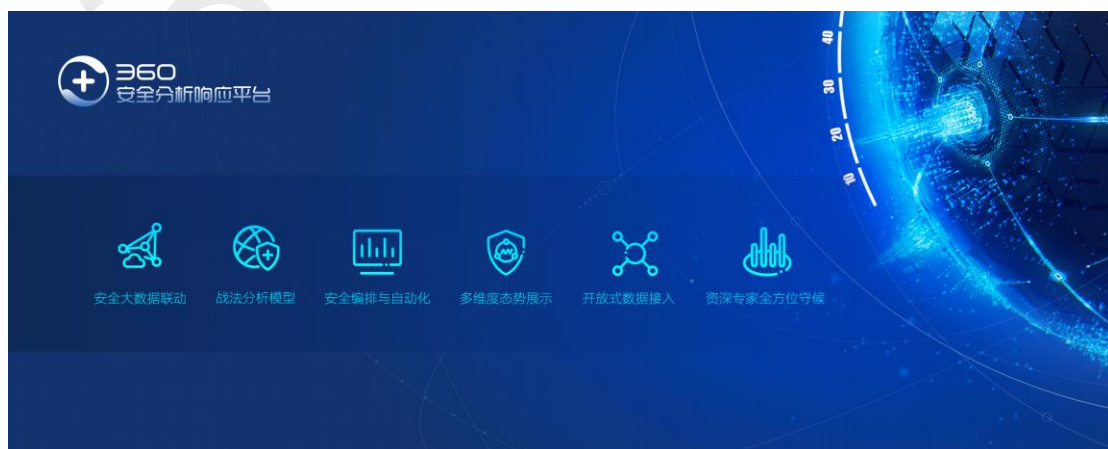 360
安全分析响应平台
40
30
20
10
安全大数据联动
战法分析模型
安全编排与自动化
多维度态势展示
开放式数据接入
资深专家全方位守候